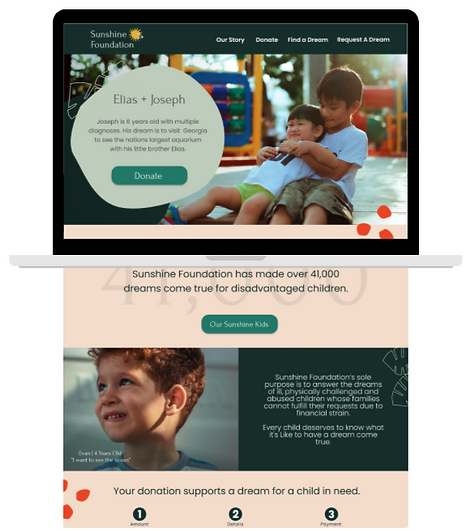 Sunshine
Foundation
Our Story Donate Find a Dream Request A Dream
Elias + Joseph
Joseph is 6 years old with multiple
diagnoses. His dream is to visit Georgia
to see the nations largest aquarium
with his little brother Elias.
Donate
41,000
Sunshine Foundation has made over 41,000
dreams come true for disadvantaged children.
Our Sunshine Kids
Sunshine Foundation's sole
purpose is to answer the dreams
of ill, physically challenged and
abused children whose families
cannot fulfill their requests due to
financial strain.
Every child deserves to know what
it's Like to have a dream come
true.
Evan | 4 Years Old
"I want to see the ocean"
Your donation supports a dream for a child in need.
1 2 3
Amount Details Payment